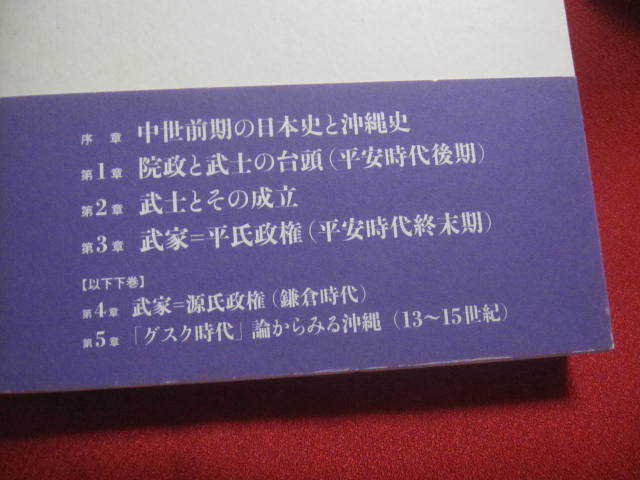 序章 中世前期の日本史と沖縄史
第1章 院政と武士の台頭(平安時代後期)
第2章 武士とその成立
第3章 武家=平氏政権(平安時代終末期)
【以下下巻】
第4章 武家=源氏政権(鎌倉時代)
第5章 「グスク時代」論からみる沖縄(13〜15世紀)